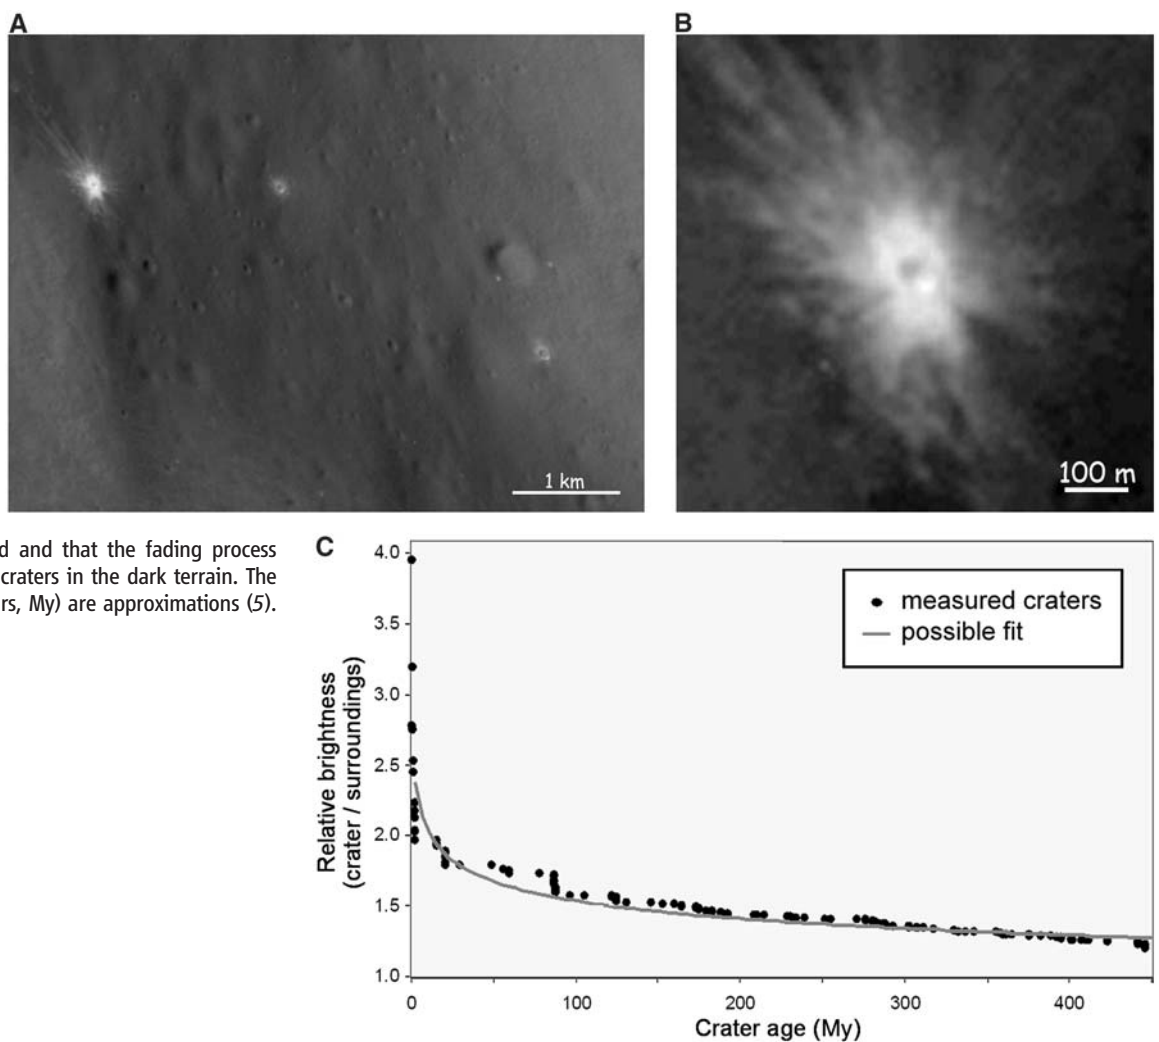 A
B
1 km
100 m
d and that the fading process
craters in the dark terrain. The
rs, My) are approximations (5).
C
4.0
3.5
3.0
2.5
2.0
1.5
1.0
Relative brightness
(crater / surroundings)
measured craters
possible fit
0
100
200
300
400
Crater age (My)